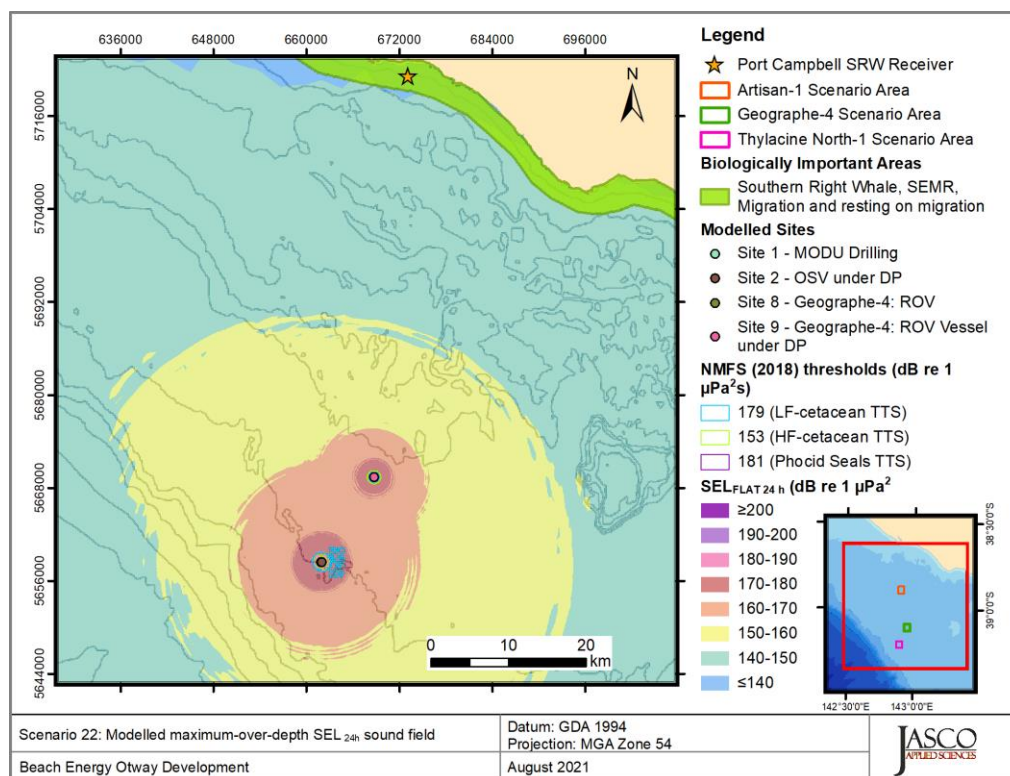 636000 648000 660000 672000 684000 696000
5716000
5704000
5692000
5680000
5668000
5656000
5644000
N
0 10 20
km
Legend
Port Campbell SRW Receiver
Artisan-1 Scenario Area
Geographe-4 Scenario Area
Thylacine North-1 Scenario Area
Biologically Important Areas
Southern Right Whale, SEMR,
Migration and resting on migration
Modelled Sites
Site 1 - MODU Drilling
Site 2 - OSV under DP
Site 8 - Geographe-4: ROV
Site 9 - Geographe-4: ROV Vessel
under DP
NMFS (2018) thresholds (dB re 1
µPa²s)
179 (LF-cetacean TTS)
153 (HF-cetacean TTS)
181 (Phocid Seals TTS)
SEL FLAT 24 h (dB re 1 µPa²
≥200
190-200
180-190
170-180
160-170
150-160
140-150
≤140
38°30'0"S
39°0'0"S
142°30'0"E 143°0'0"E
Scenario 22: Modelled maximum-over-depth SEL 24h sound field
Beach Energy Otway Development
Datum: GDA 1994
Projection: MGA Zone 54
August 2021
JASCO
APPLIED SCIENCES